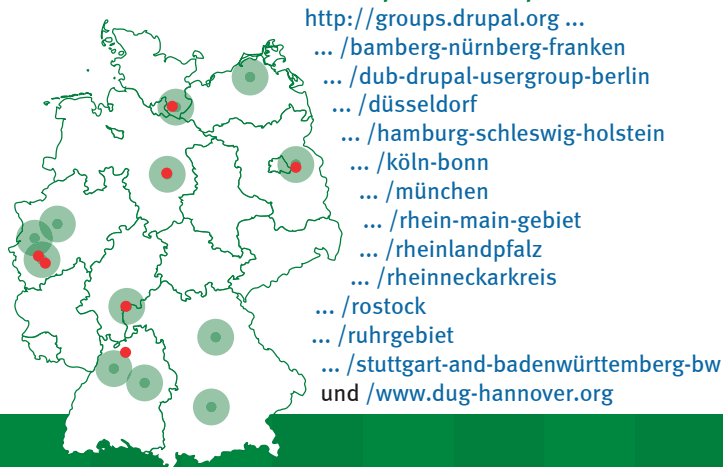 http://groups.drupal.org ...
... /bamberg-nürnberg-franken
... /dub-drupal-usergroup-berlin
... /düsseldorf
... /hamburg-schleswig-holstein
... /köln-bonn
... /münchen
... /rhein-main-gebiet
... /rheinlandpfalz
... /rheinneckarkreis
... /rostock
... /ruhrgebiet
... /stuttgart-and-badenwürttemberg-bw
und /www.dug-hannover.org